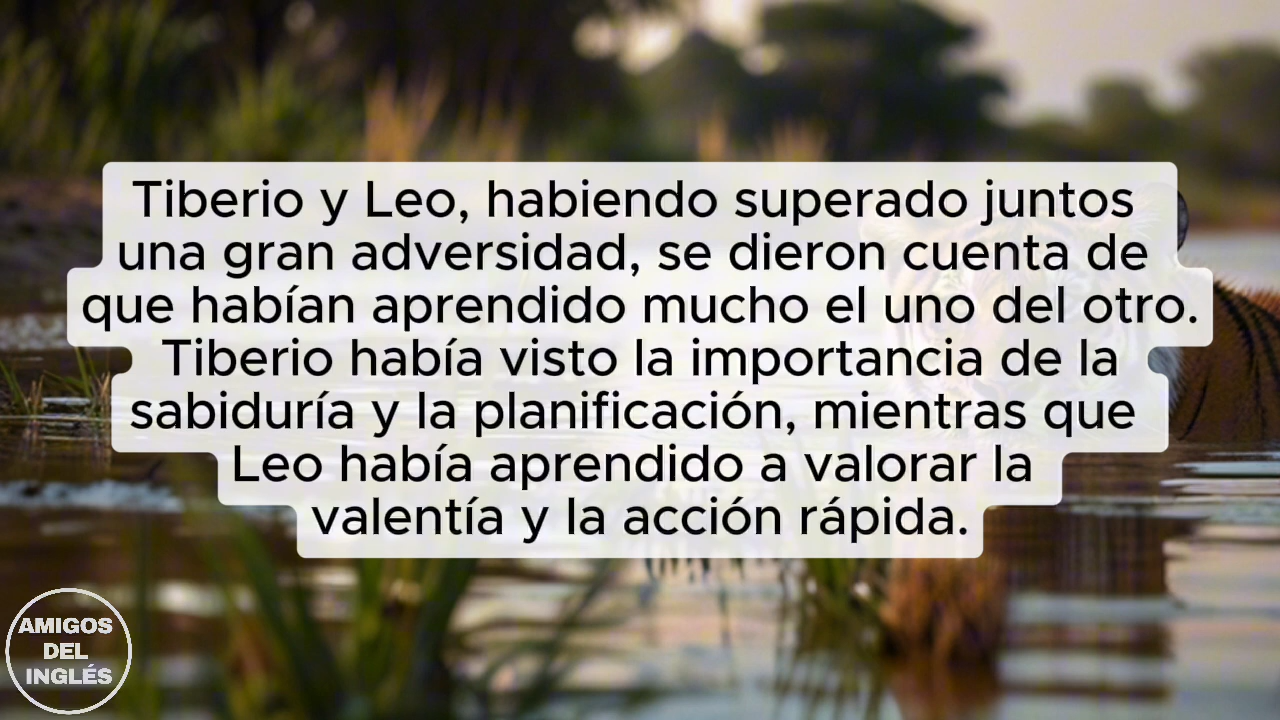 Tiberio y Leo, habiendo superado juntos
una gran adversidad, se dieron cuenta de
que habían aprendido mucho el uno del otro.
Tiberio había visto la importancia de la
sabiduría y la planificación, mientras que
Leo había aprendido a valorar la
valentía y la acción rápida.
AMIGOS
DEL
INGLÉS